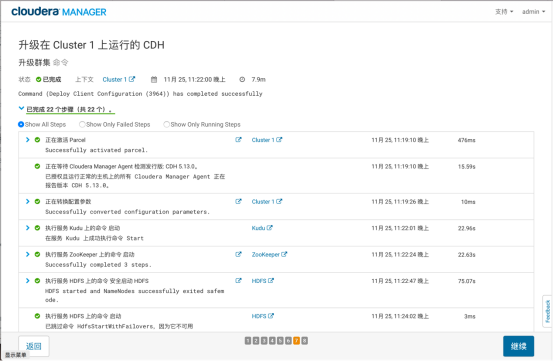 cloudera MANAGER
支持 admin
升级在 Cluster 1 上运行的 CDH
升级群集 命令
状态 已完成 上下文 Cluster 1 11月 25, 11:22:00 晚上 7.9m
Command (Deploy Client Configuration (3964)) has completed successfully
已完成 22 个步骤（共 22 个）。
Show All Steps Show Only Failed Steps Show Only Running Steps
正在激活 Parcel Cluster 1 11月 25, 11:19:10 晚上 476ms
Successfully activated parcel.
正在等待 Cloudera Manager Agent 检测发行版: CDH 5.13.0。 11月 25, 11:19:10 晚上 15.59s
已授权且运行正常的主机上的所有 Cloudera Manager Agent 正在
报告版本 CDH 5.13.0。
正在转换配置参数 Cluster 1 11月 25, 11:19:26 晚上 10ms
Successfully converted configuration parameters.
执行服务 Kudu 上的命令 启动 Kudu 11月 25, 11:22:01 晚上 22.96s
在服务 Kudu 上成功执行命令 Start
执行服务 ZooKeeper 上的命令 启动 ZooKeeper 11月 25, 11:22:24 晚上 22.63s
Successfully completed 3 steps.
执行服务 HDFS 上的命令 安全启动 HDFS HDFS 11月 25, 11:22:47 晚上 75.07s
HDFS started and NameNodes successfully exited safem
ode.
执行服务 HDFS 上的命令 启动 HDFS 11月 25, 11:24:02 晚上 3ms
已跳过命令 HdfsStartWithFailovers。因为它不可用
Feedback
显示菜单
返回 1 2 3 4 5 6 7 8 继续